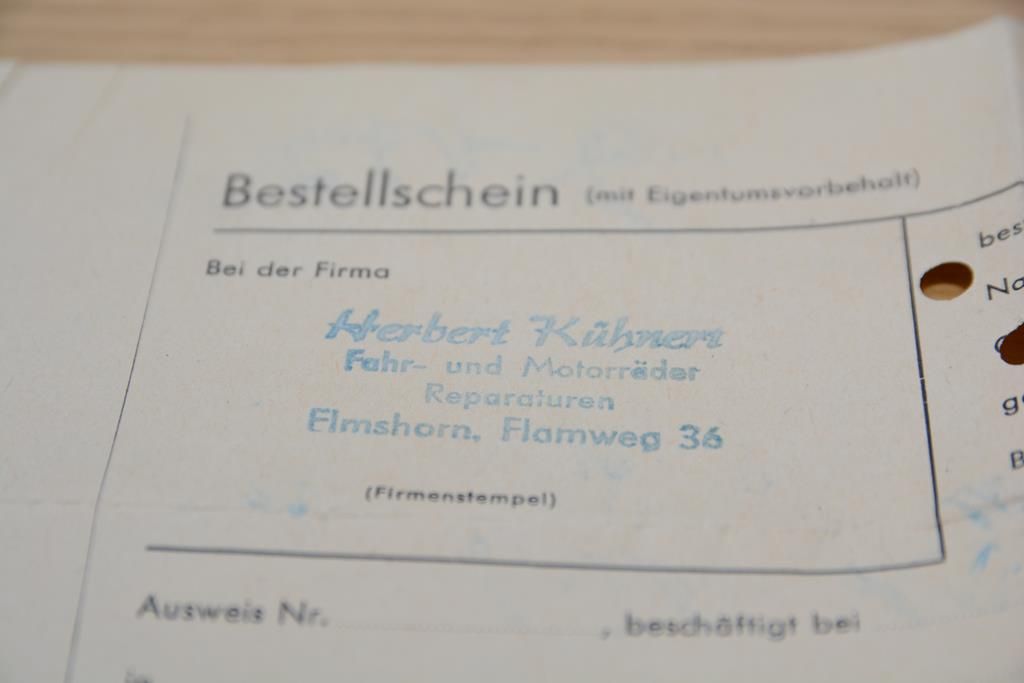 Bestellschein (mit Eigentumsvorbehalt)
Bei der Firma
Herbert Kühnert
Fahr- und Motorräder
Reparaturen
Elmshorn, Flamweg 36
(Firmenstempel)
Ausweis Nr. , beschäftigt bei